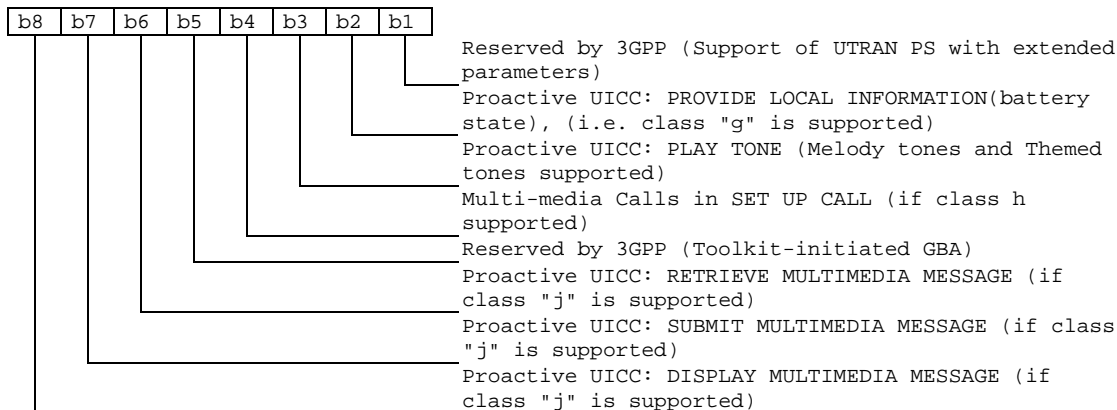 b8 b7 b6 b5 b4 b3 b2 b1
Reserved by 3GPP (Support of UTRAN PS with extended
parameters)
Proactive UICC: PROVIDE LOCAL INFORMATION(battery
state), (i.e. class "g" is supported)
Proactive UICC: PLAY TONE (Melody tones and Themed
tones supported)
Multi-media Calls in SET UP CALL (if class h
supported)
Reserved by 3GPP (Toolkit-initiated GBA)
Proactive UICC: RETRIEVE MULTIMEDIA MESSAGE (if
class "j" is supported)
Proactive UICC: SUBMIT MULTIMEDIA MESSAGE (if class
"j" is supported)
Proactive UICC: DISPLAY MULTIMEDIA MESSAGE (if
class "j" is supported)